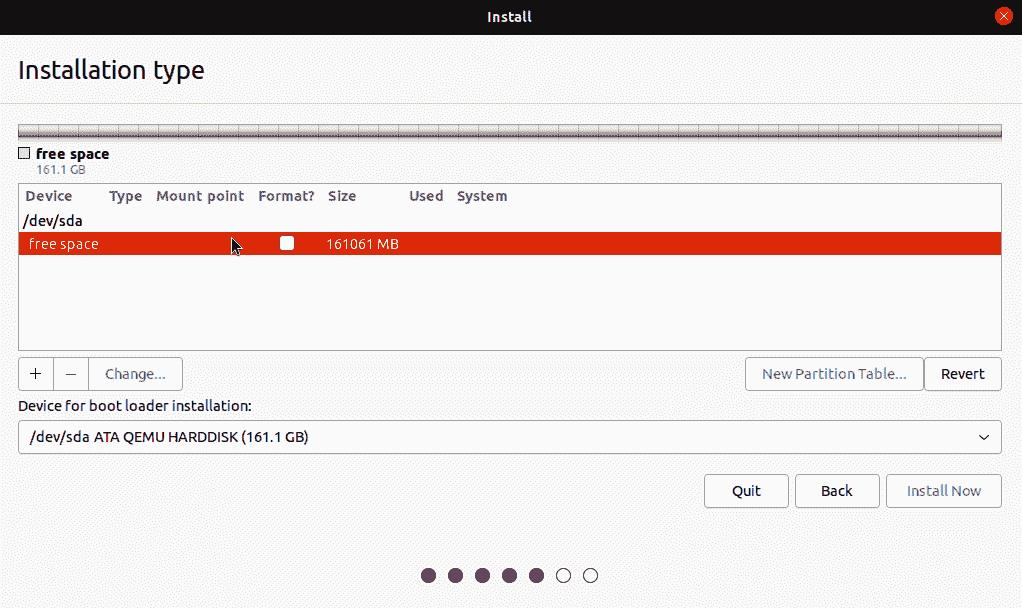 Install
Installation type
free space
161.1 GB
Device Type Mount point Format? Size Used System
/dev/sda
free space 161061 MB
+ − Change... New Partition Table... Revert
Device for boot loader installation:
/dev/sda ATA QEMU HARDDISK (161.1 GB)
Quit Back Install Now